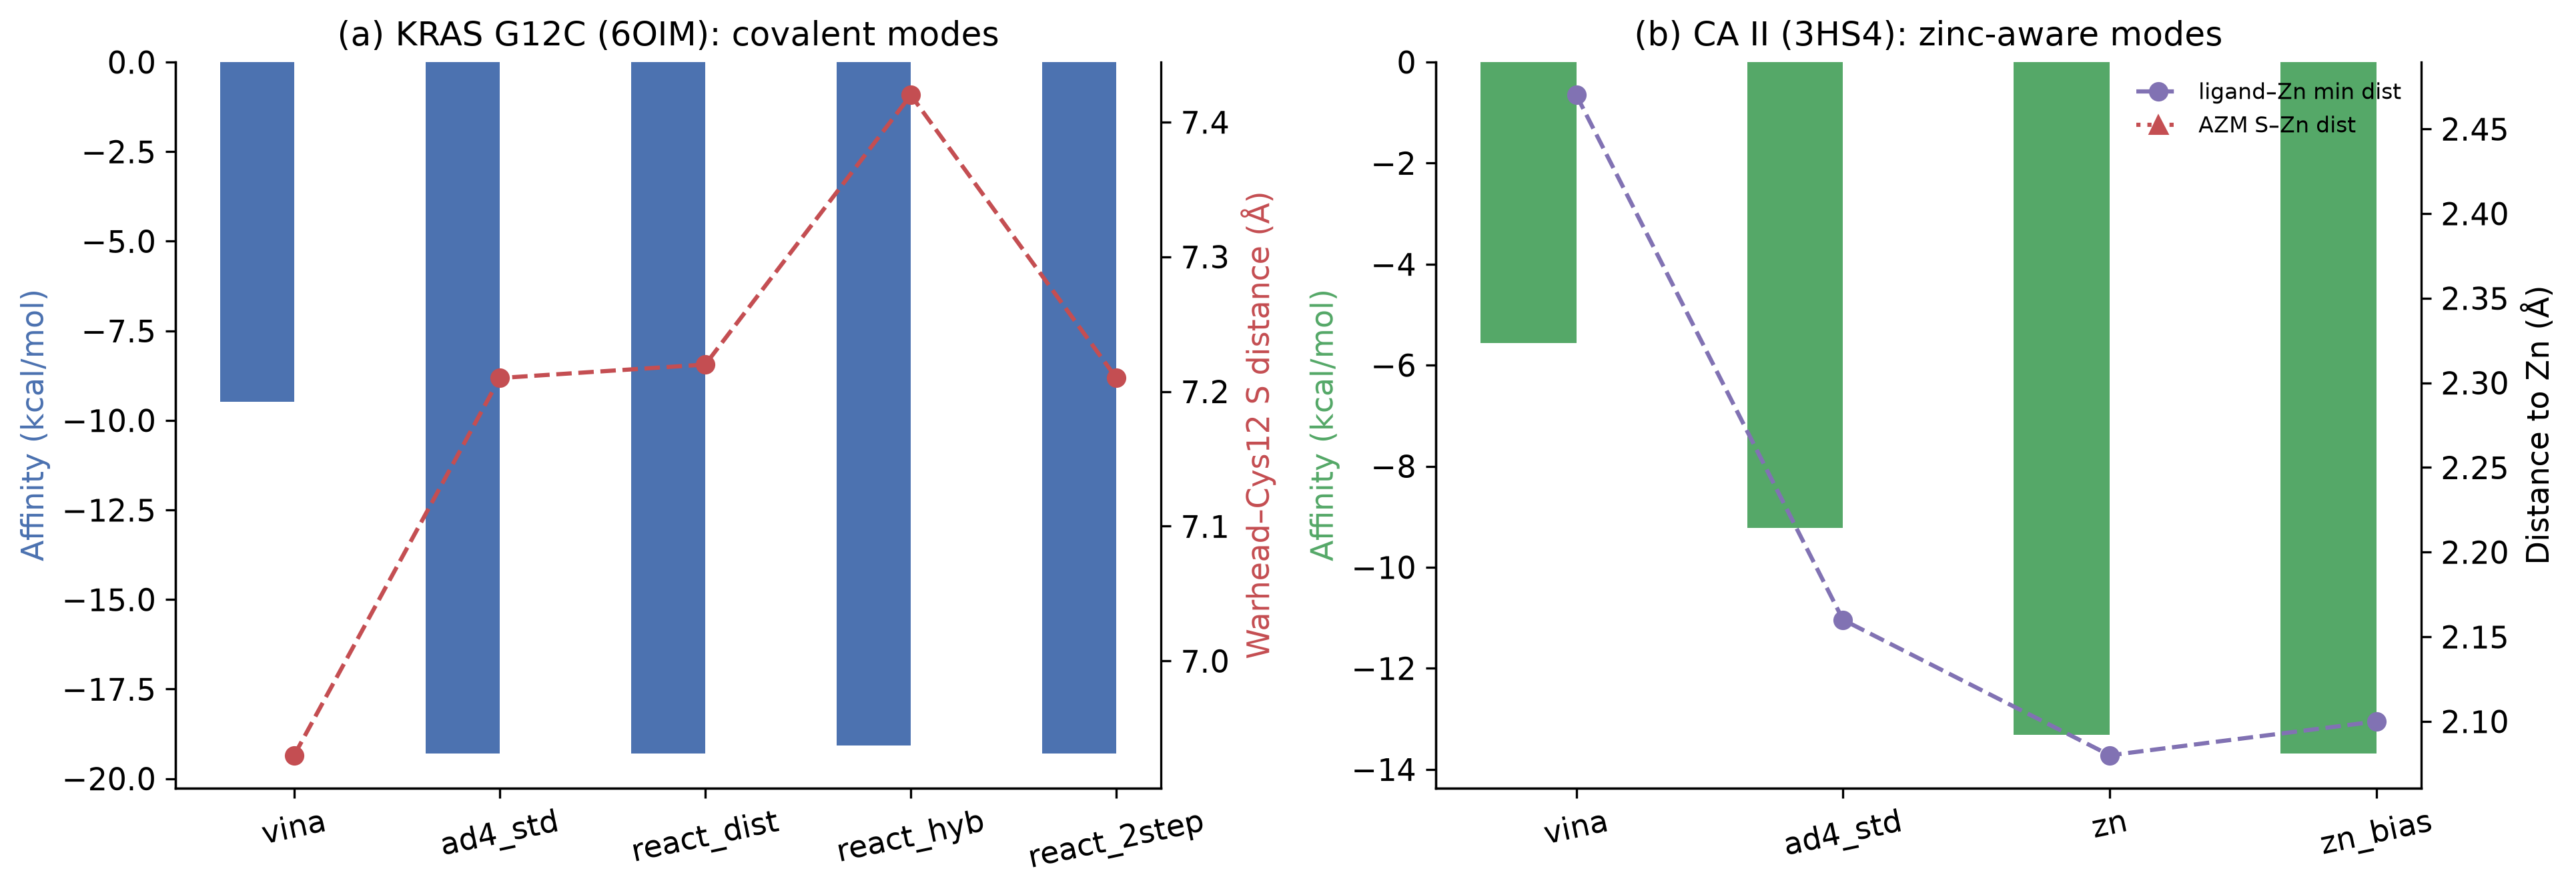 (a) KRAS G12C (6OIM): covalent modes
0.0
−2.5
−5.0
−7.5
−10.0
−12.5
−15.0
−17.5
−20.0
Affinity (kcal/mol)
7.4
7.3
7.2
7.1
7.0
Warhead–Cys12 S distance (Å)
vina
ad4_std
react_dist
react_hyb
react_2step
(b) CA II (3HS4): zinc-aware modes
0
−2
−4
−6
−8
−10
−12
−14
Affinity (kcal/mol)
ligand–Zn min dist
AZM S–Zn dist
2.45
2.40
2.35
2.30
2.25
2.20
2.15
2.10
Distance to Zn (Å)
vina
ad4_std
zn
zn_bias